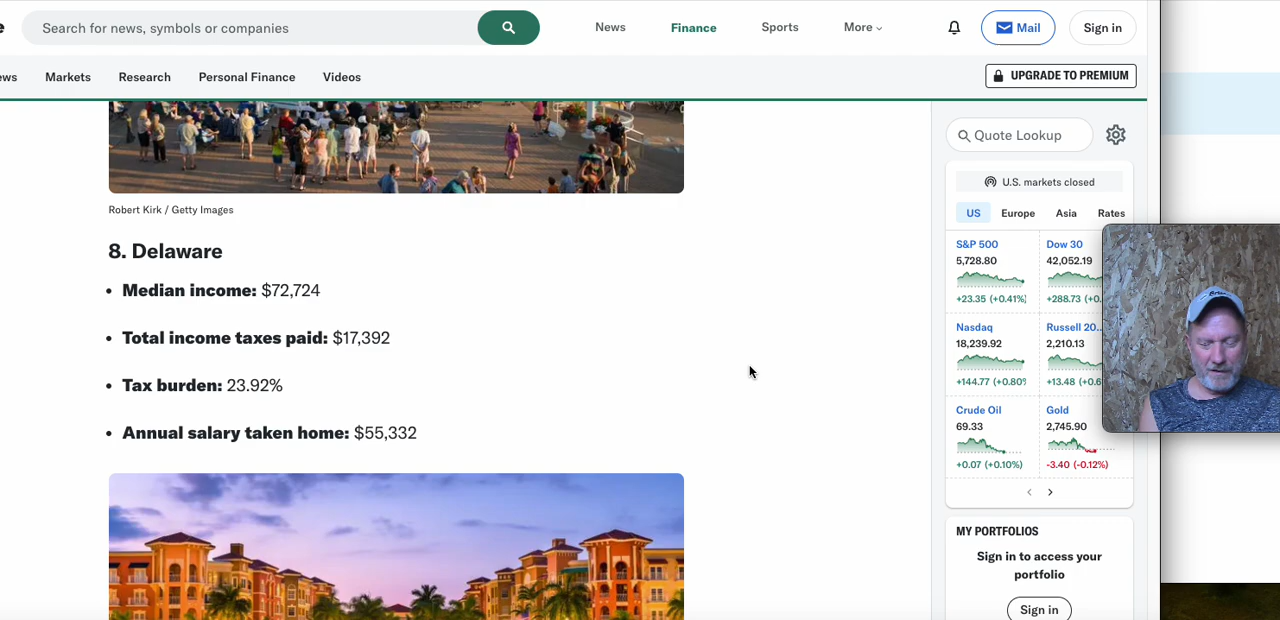 e
Search for news, symbols or companies
News
Finance
Sports
More
Mail
Sign in
ews
Markets
Research
Personal Finance
Videos
UPGRADE TO PREMIUM
Robert Kirk / Getty Images
8. Delaware
• Median income: $72,724
• Total income taxes paid: $17,392
• Tax burden: 23.92%
• Annual salary taken home: $55,332
Quote Lookup
U.S. markets closed
US
Europe
Asia
Rates
S&P 500
5,728.80
+23.35 (+0.41%)
Dow 30
42,052.19
+288.73 (+0.
Nasdaq
18,239.92
+144.77 (+0.80%
Russell 20..
2,210.13
+13.48 (+0.6
Crude Oil
69.33
+0.07 (+0.10%)
Gold
2,745.90
-3.40 (-0.12%)
MY PORTFOLIOS
Sign in to access your
portfolio
Sign in